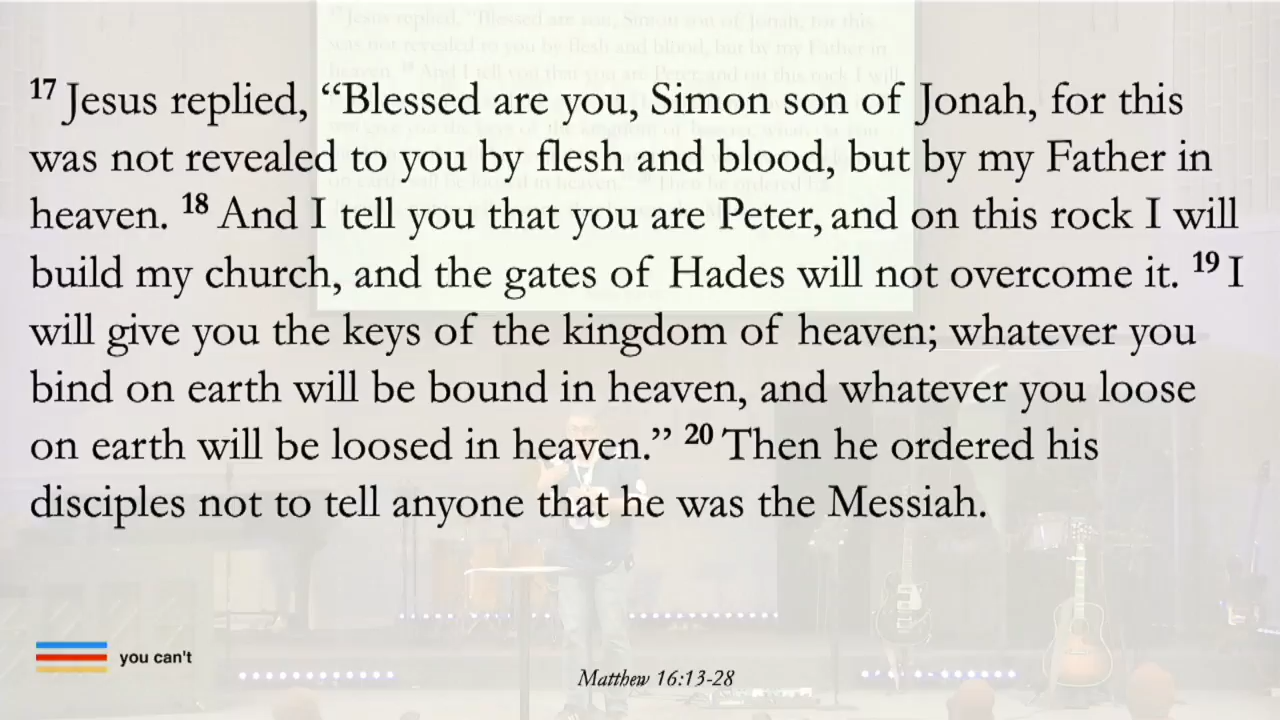 17 Jesus replied, “Blessed are you, Simon son of Jonah, for this
was not revealed to you by flesh and blood, but by my Father in
heaven. 18 And I tell you that you are Peter, and on this rock I will
build my church, and the gates of Hades will not overcome it. 19 I
will give you the keys of the kingdom of heaven; whatever you
bind on earth will be bound in heaven, and whatever you loose
on earth will be loosed in heaven.” 20 Then he ordered his
disciples not to tell anyone that he was the Messiah.
you can't
Matthew 16:13-28